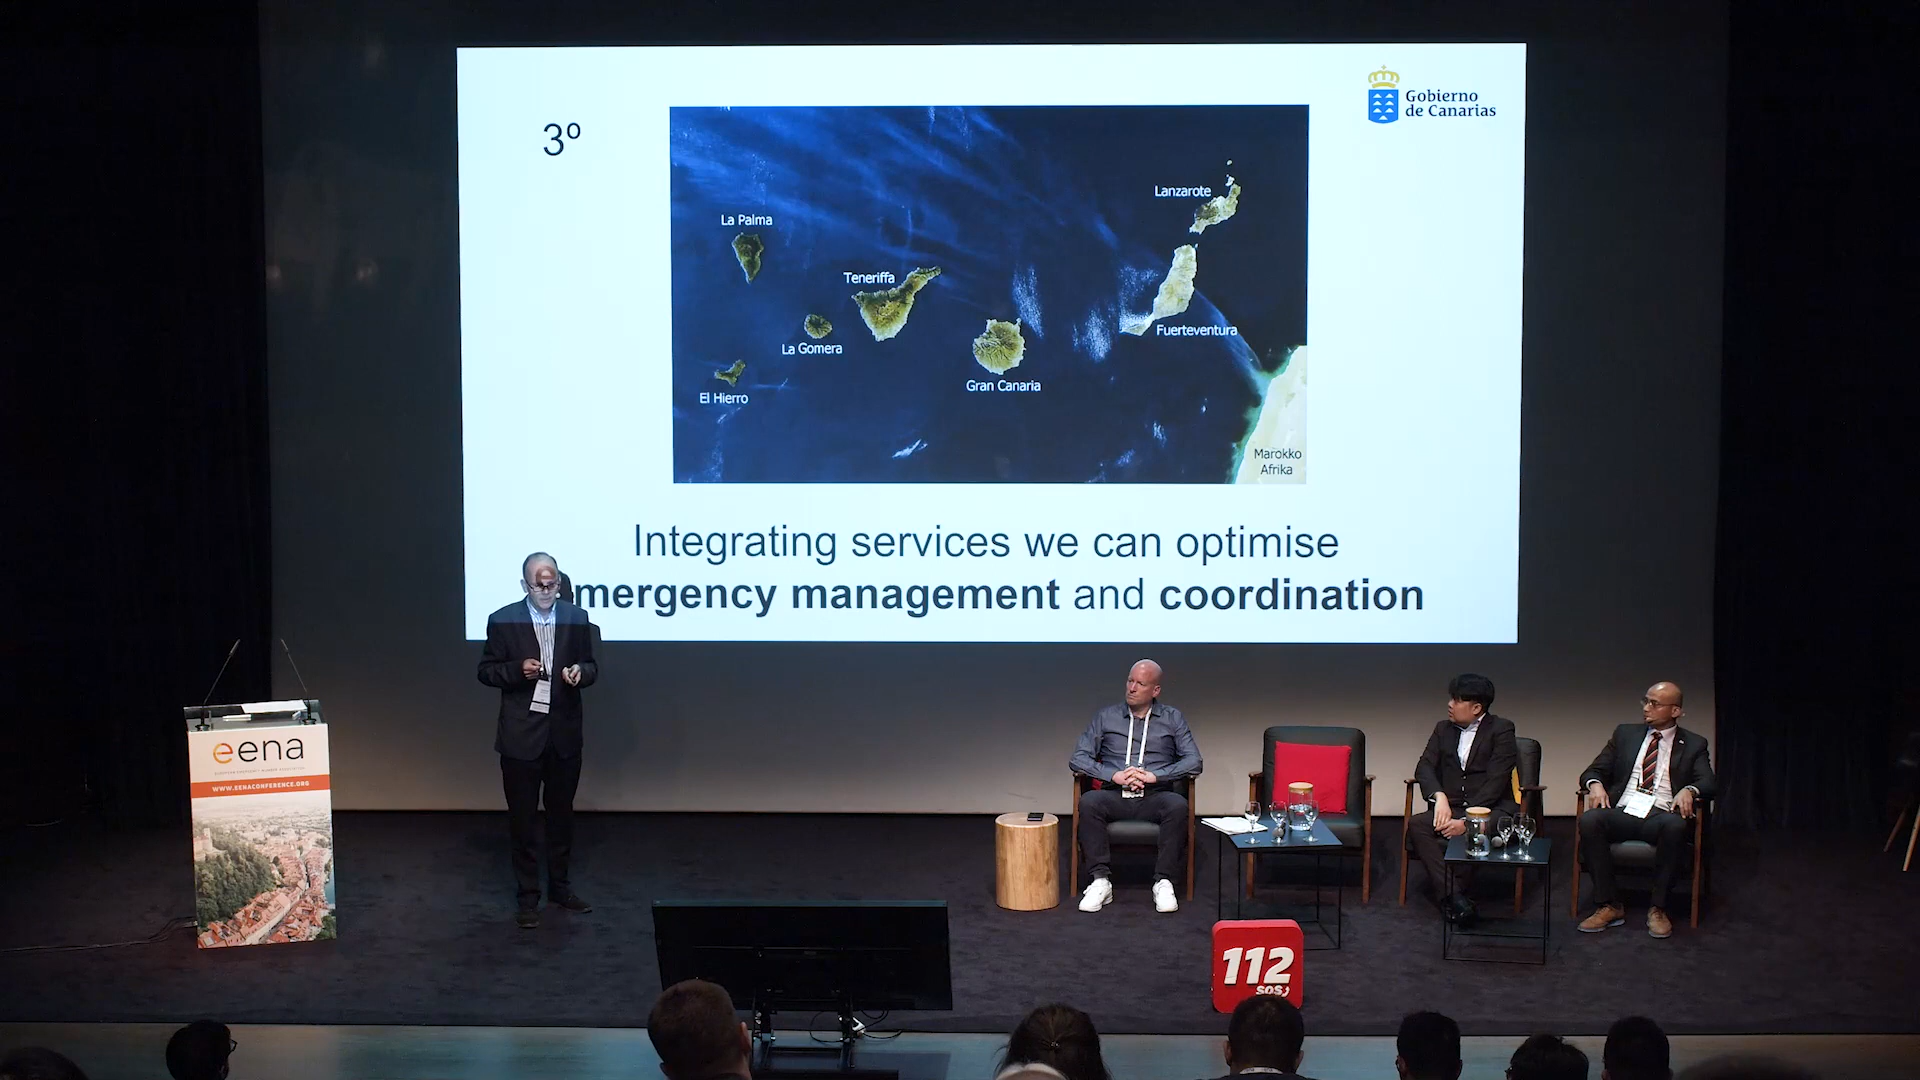 3º
Gobierno
de Canarias
Lanzarote
La Palma
Teneriffa
Fuerteventura
La Gomera
Gran Canaria
El Hierro
Marokko
Afrika
Integrating services we can optimise
mergency management and coordination
eena
WWW.EENACONFERENCE.ORG
112
SOS